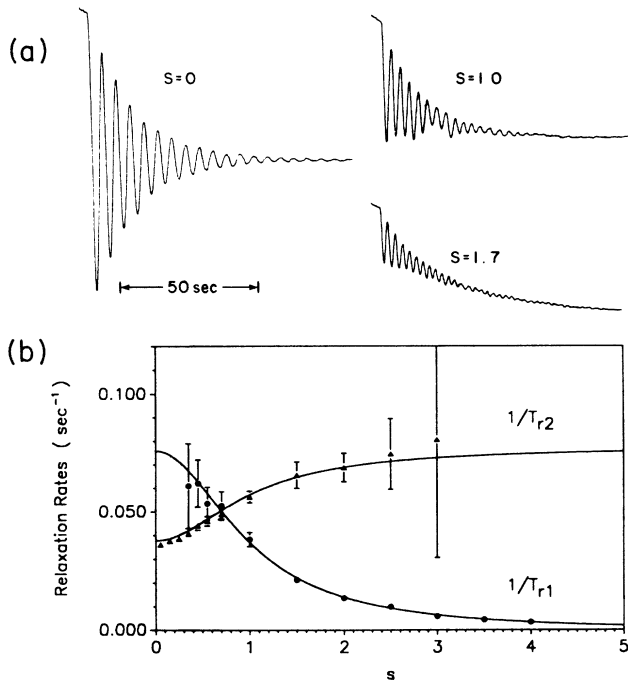 (a)
S=0
S=1.0
S=1.7
50 sec
(b)
Relaxation Rates ( sec⁻¹ )
0.100
0.050
0.000
1/Tr2
1/Tr1
0 1 2 3 4 5
s